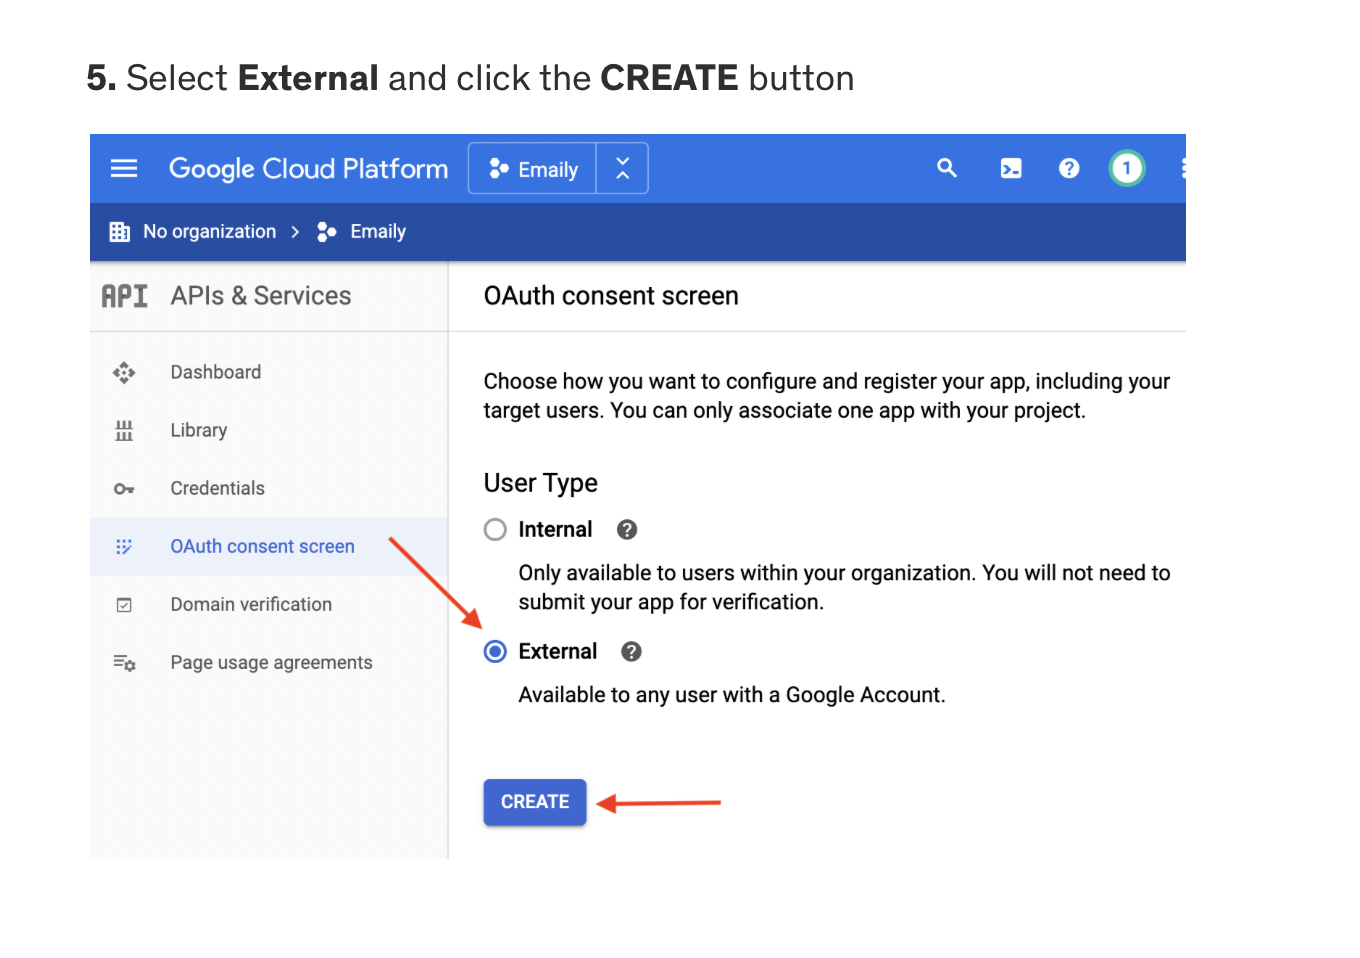 5. Select External and click the CREATE button
Google Cloud Platform
Emaily
1
No organization
Emaily
API
APIs & Services
OAuth consent screen
Dashboard
Library
Credentials
OAuth consent screen
Domain verification
Page usage agreements
Choose how you want to configure and register your app, including your
target users. You can only associate one app with your project.
User Type
Internal
Only available to users within your organization. You will not need to
submit your app for verification.
External
Available to any user with a Google Account.
CREATE